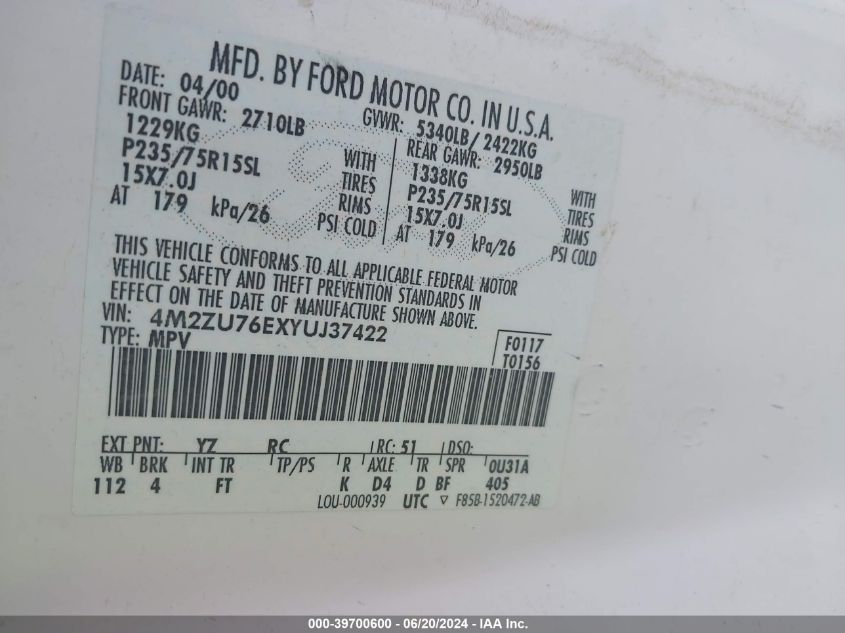 MFD. BY FORD MOTOR CO. IN U.S.A.
DATE: 04/00 GVWR: 5340LB/ 2422KG
FRONT GAWR: 2710LB REAR GAWR: 2950LB
1229KG WITH 1338KG WITH
P235/75R15SL TIRES P235/75R15SL TIRES
15X7.0J RIMS 15X7.0J RIMS
AT 179 kPa/26 PSI COLD AT 179 kPa/26 PSI COLD
THIS VEHICLE CONFORMS TO ALL APPLICABLE FEDERAL MOTOR
VEHICLE SAFETY AND THEFT PREVENTION STANDARDS IN
EFFECT ON THE DATE OF MANUFACTURE SHOWN ABOVE.
VIN: 4M2ZU76EXYUJ37422
TYPE: MPV
F0117
T0156
EXT PNT: YZ RC RC: 51 DSO:
WB BRK INT TR TP/PS R AXLE TR SPR 0U31A
112 4 FT K D4 D BF 405
LOU-000939 UTC F85B-1520472-AB
000-39700600 - 06/20/2024 - IAA Inc.